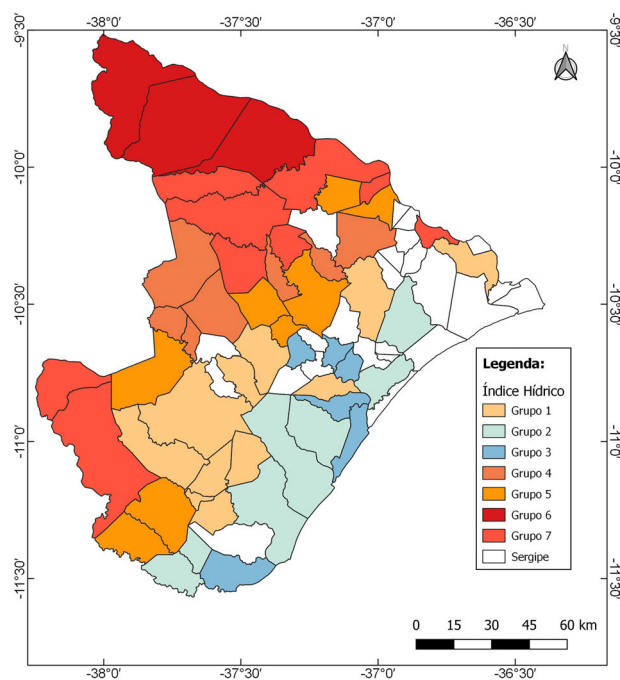 -38°0' -37°30' -37°0' -36°30'
-9°30' -9°30'
N
-10°0' -10°0'
-10°30' -10°30'
Legenda:
Índice Hídrico
Grupo 1
Grupo 2
Grupo 3
Grupo 4
Grupo 5
Grupo 6
Grupo 7
Sergipe
-11°0' -11°0'
-11°30' -11°30'
0 15 30 45 60 km
-38°0' -37°30' -37°0' -36°30'